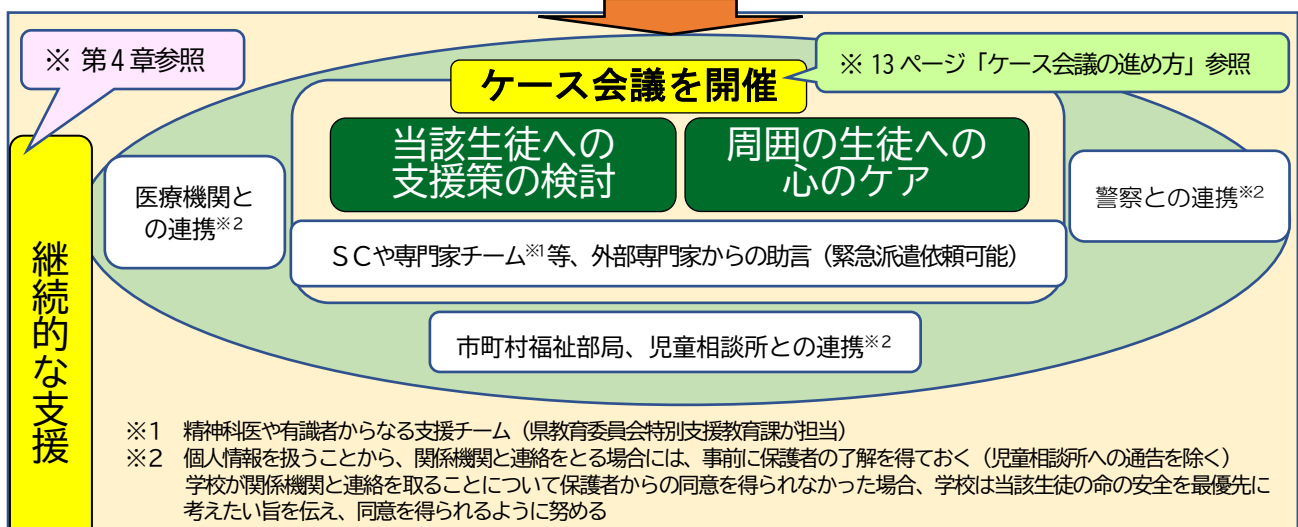 ※ 第4章参照
※ 13ページ「ケース会議の進め方」参照
ケース会議を開催
当該生徒への
支援策の検討
周囲の生徒への
心のケア
医療機関と
の連携※2
警察との連携※2
ＳＣや専門家チーム※1等、外部専門家からの助言（緊急派遣依頼可能）
市町村福祉部局、児童相談所との連携※2
継続的な支援
※１ 精神科医や有識者からなる支援チーム（県教育委員会特別支援教育課が担当）
※２ 個人情報を扱うことから、関係機関と連絡をとる場合には、事前に保護者の了解を得ておく（児童相談所への通告を除く）
学校が関係機関と連絡を取ることについて保護者からの同意を得られなかった場合、学校は当該生徒の命の安全を最優先に
考えたい旨を伝え、同意を得られるように努める